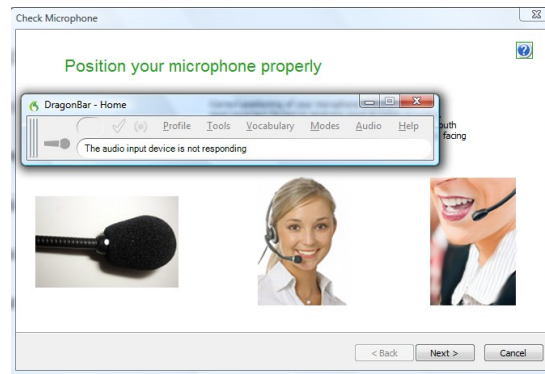 Check Microphone
Position your microphone properly
DragonBar - Home
Profile Tools Vocabulary Modes Audio Help
The audio input device is not responding
facing
< Back Next > Cancel